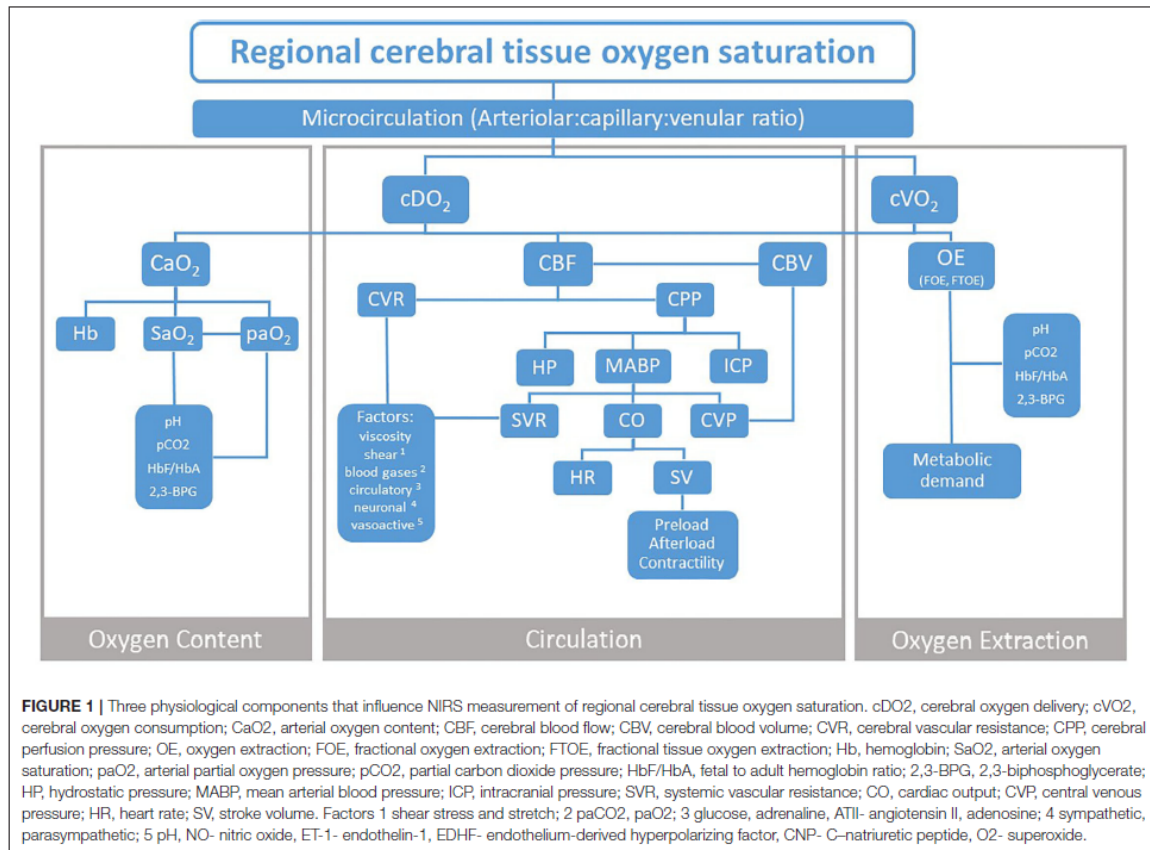 Regional cerebral tissue oxygen saturation
Microcirculation (Arteriolar:capillary:venular ratio)
cDO₂
cVO₂
CaO₂
CBF
CBV
OE
(FOE, FTOE)
CVR
CPP
Hb
SaO₂
paO₂
HP
MABP
ICP
pH
pCO2
HbF/HbA
2,3-BPG
pH
pCO2
HbF/HbA
2,3-BPG
Factors:
viscosity
shear ¹
blood gases ²
circulatory ³
neuronal ⁴
vasoactive ⁵
SVR
CO
CVP
HR
SV
Preload
Afterload
Contractility
Metabolic
demand
Oxygen Content
Circulation
Oxygen Extraction
FIGURE 1 | Three physiological components that influence NIRS measurement of regional cerebral tissue oxygen saturation. cDO2, cerebral oxygen delivery; cVO2,
cerebral oxygen consumption; CaO2, arterial oxygen content; CBF, cerebral blood flow; CBV, cerebral blood volume; CVR, cerebral vascular resistance; CPP, cerebral
perfusion pressure; OE, oxygen extraction; FOE, fractional oxygen extraction; FTOE, fractional tissue oxygen extraction; Hb, hemoglobin; SaO2, arterial oxygen
saturation; paO2, arterial partial oxygen pressure; pCO2, partial carbon dioxide pressure; HbF/HbA, fetal to adult hemoglobin ratio; 2,3-BPG, 2,3-biphosphoglycerate;
HP, hydrostatic pressure; MABP, mean arterial blood pressure; ICP, intracranial pressure; SVR, systemic vascular resistance; CO, cardiac output; CVP, central venous
pressure; HR, heart rate; SV, stroke volume. Factors 1 shear stress and stretch; 2 paCO2, paO2; 3 glucose, adrenaline, ATII- angiotensin II, adenosine; 4 sympathetic,
parasympathetic; 5 pH, NO- nitric oxide, ET-1- endothelin-1, EDHF- endothelium-derived hyperpolarizing factor, CNP- C–natriuretic peptide, O2- superoxide.